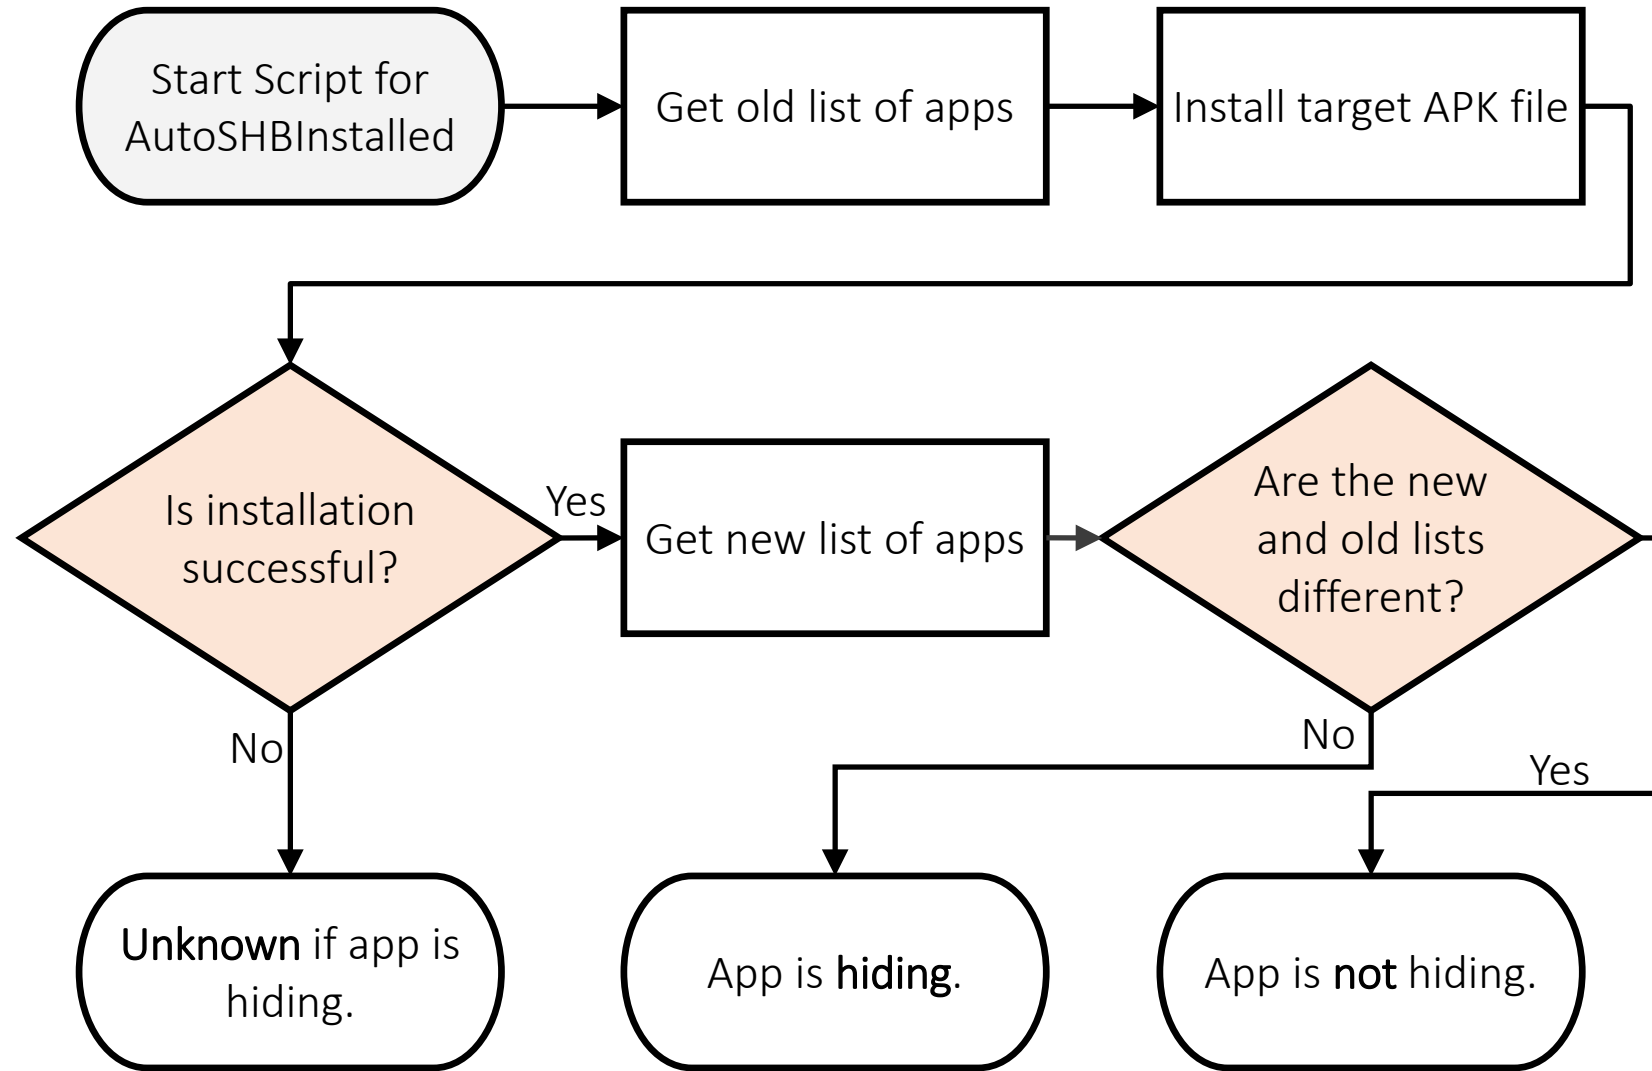 Start Script for
AutoSHBInstalled
Get old list of apps
Install target APK file
Is installation
successful?
Yes
Get new list of apps
Are the new
and old lists
different?
No
No
Yes
Unknown if app is
hiding.
App is hiding.
App is not hiding.